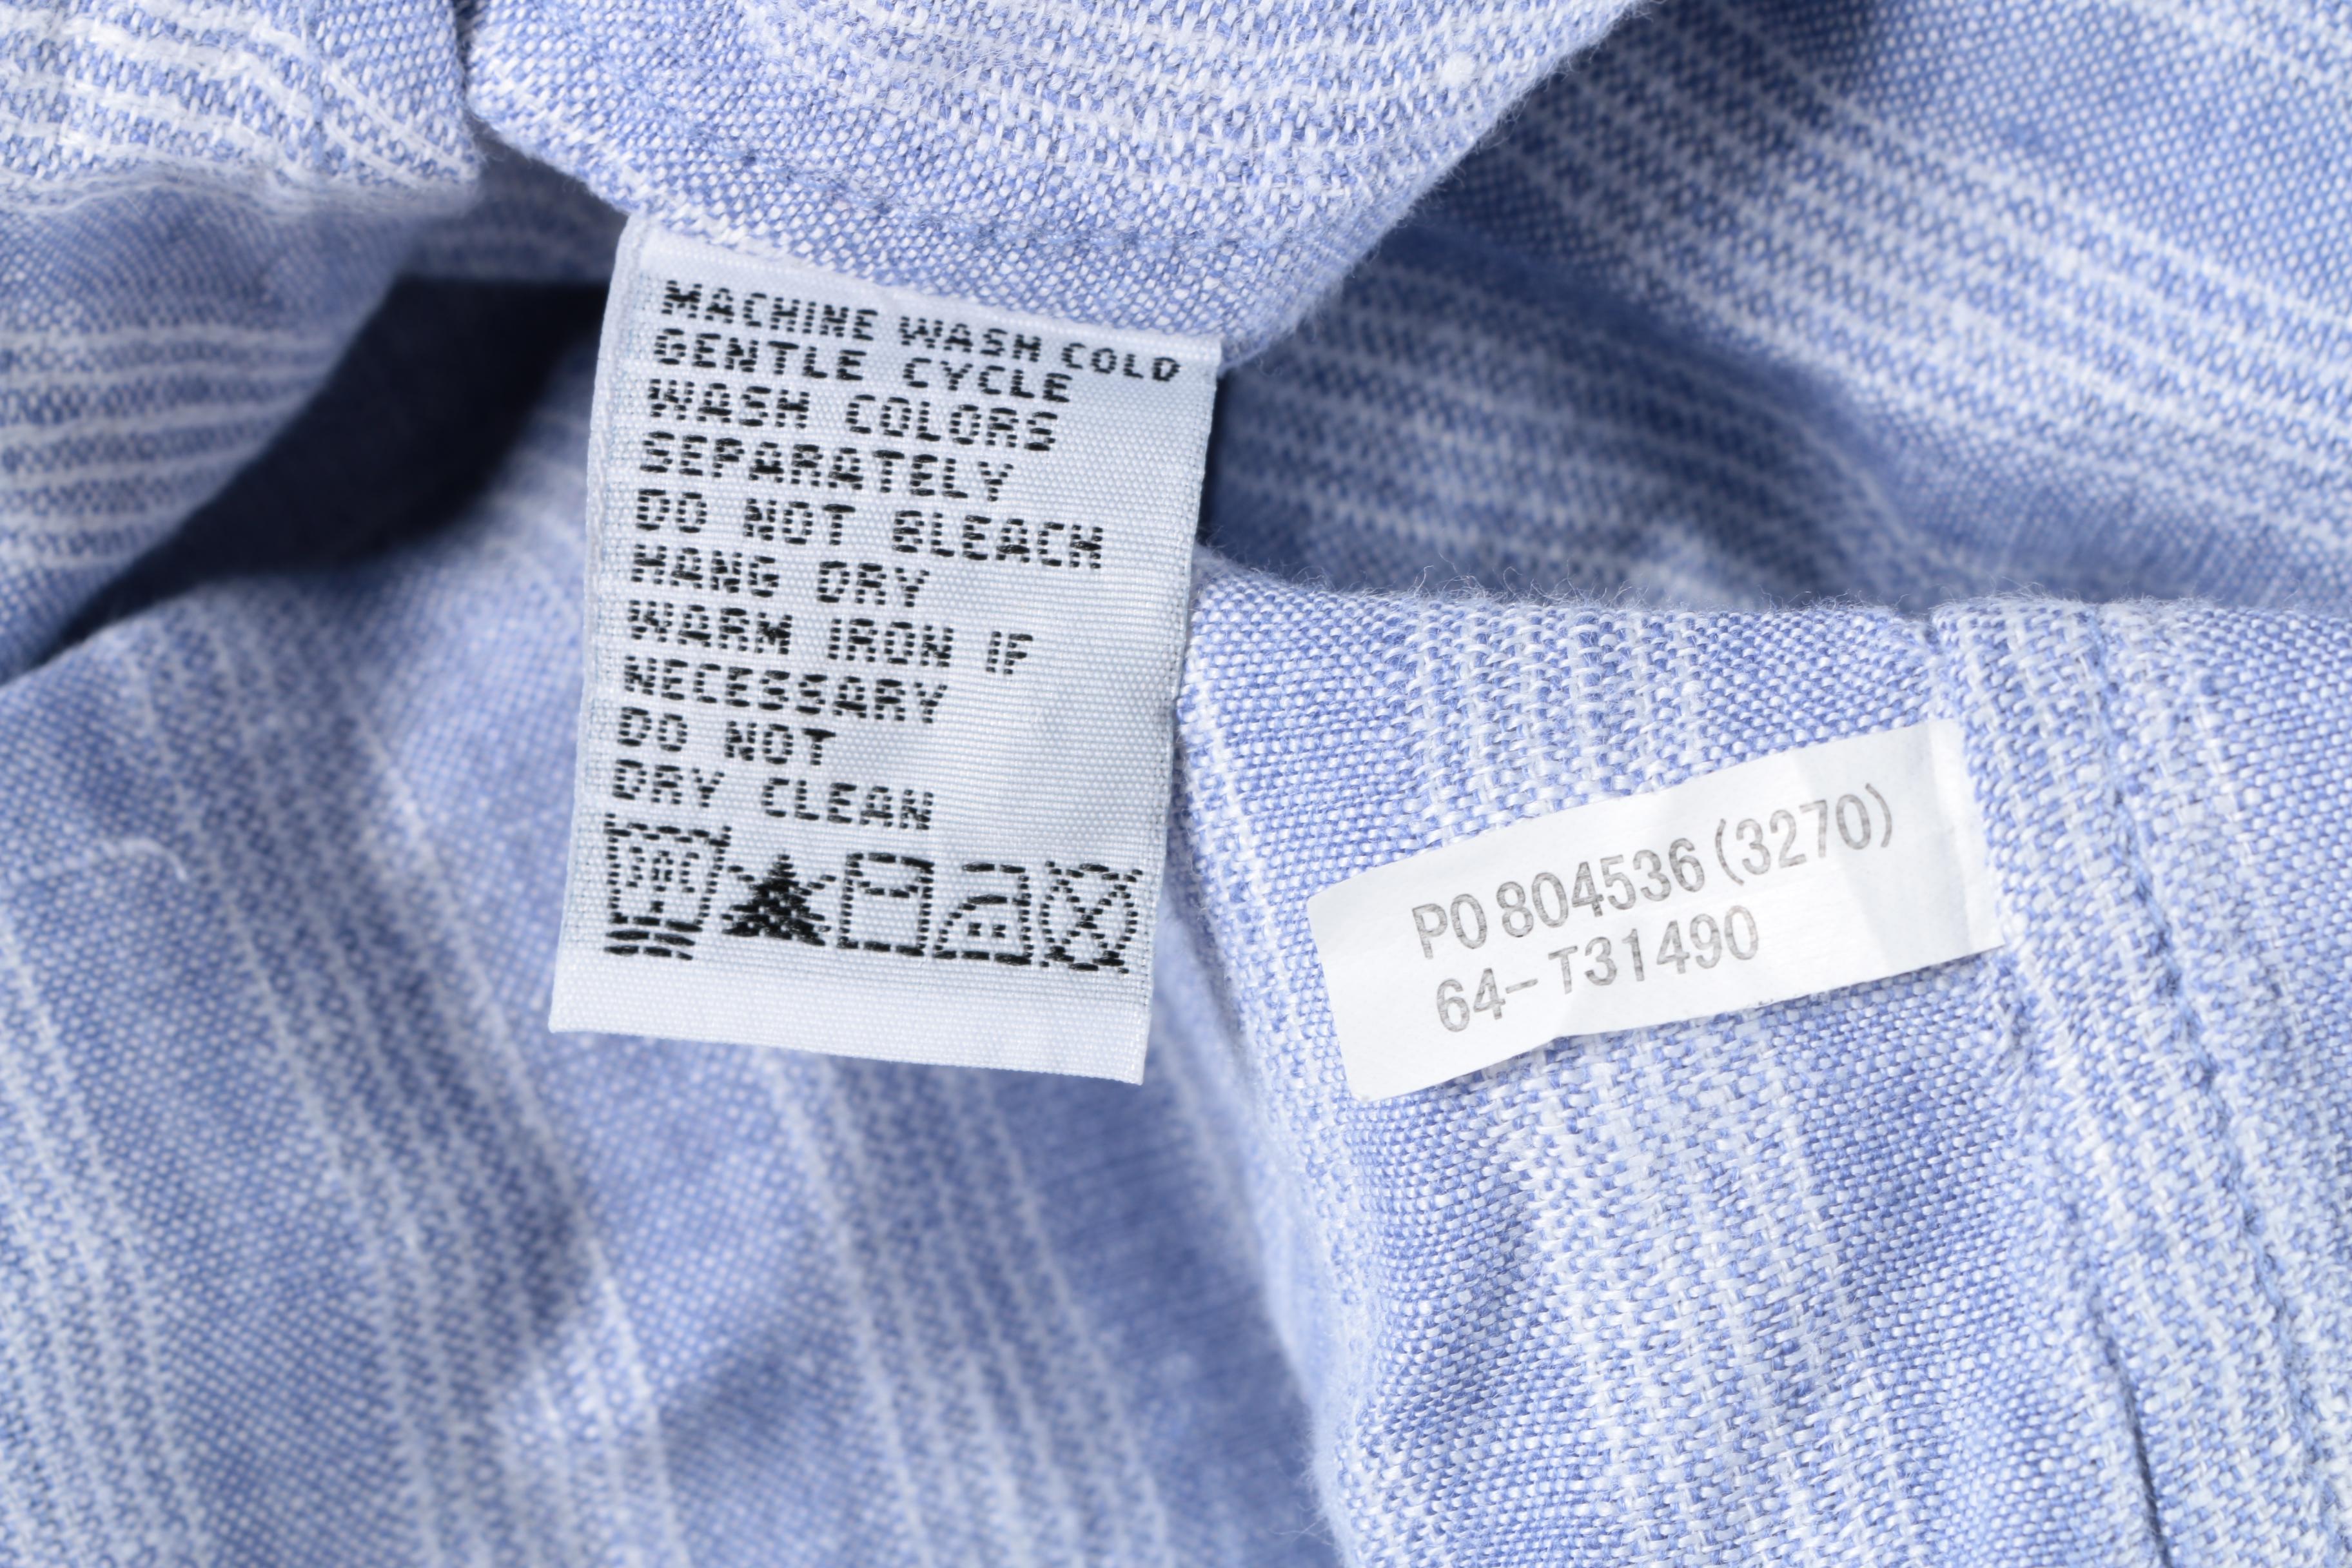 MACHINE WASH COLD
GENTLE CYCLE
WASH COLORS
SEPARATELY
DO NOT BLEACH
HANG DRY
WARM IRON IF
NECESSARY
DO NOT
DRY CLEAN
30C
PO 804536 (3270)
64-T31490